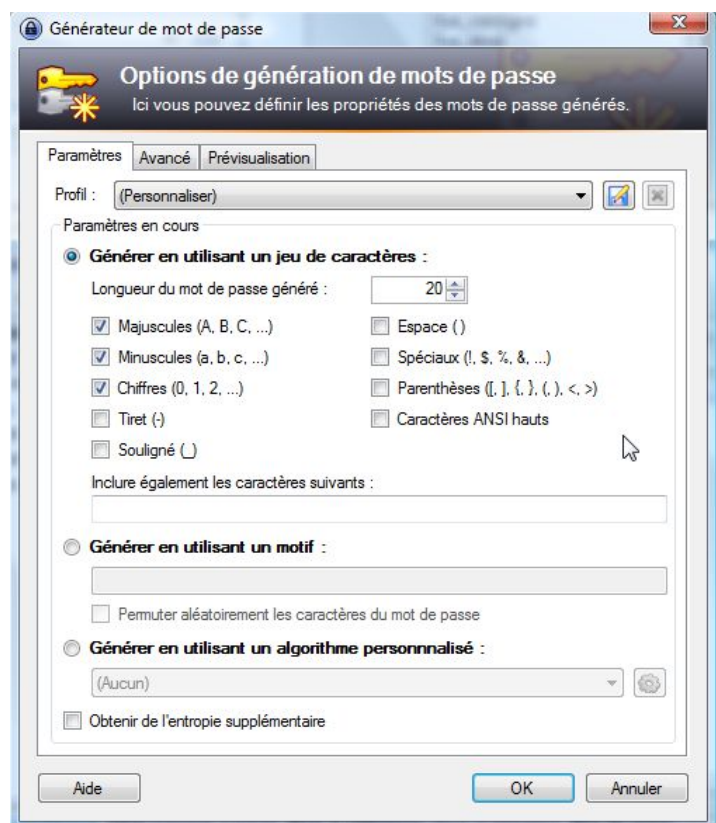 Générateur de mot de passe
Options de génération de mots de passe
Ici vous pouvez définir les propriétés des mots de passe générés.
Paramètres Avancé Prévisualisation
Profil : (Personnaliser)
Paramètres en cours
Générer en utilisant un jeu de caractères :
Longueur du mot de passe généré : 20
Majuscules (A, B, C, ...) Espace ( )
Minuscules (a, b, c, ...) Spéciaux (!, $, %, &, ...)
Chiffres (0, 1, 2, ...) Parenthèses ([, ], {, }, (, ), <, >)
Tiret (-) Caractères ANSI hauts
Souligné (_)
Inclure également les caractères suivants :
Générer en utilisant un motif :
Permuter aléatoirement les caractères du mot de passe
Générer en utilisant un algorithme personnnalisé :
(Aucun)
Obtenir de l'entropie supplémentaire
Aide OK Annuler